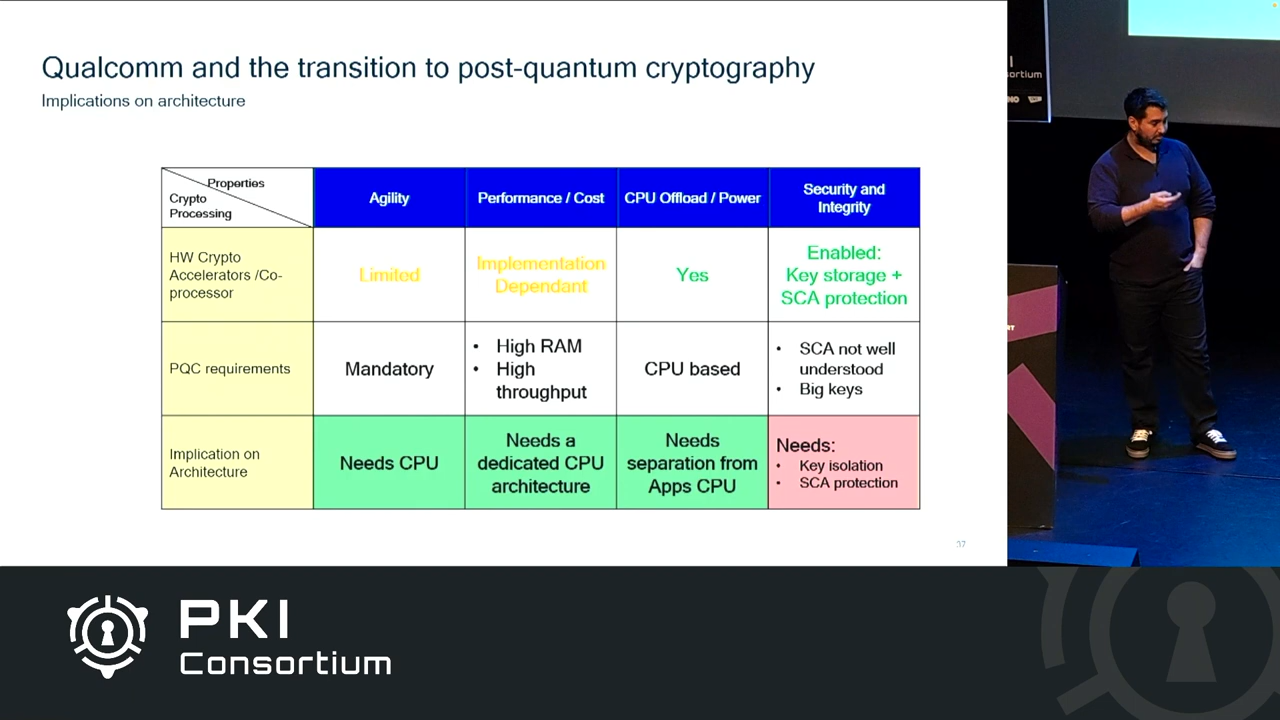 Qualcomm and the transition to post-quantum cryptography
Implications on architecture
Properties
Crypto
Processing
Agility
Performance / Cost
CPU Offload / Power
Security and
Integrity
HW Crypto
Accelerators /Co-
processor
Limited
Implementation
Dependant
Yes
Enabled:
Key storage +
SCA protection
PQC requirements
Mandatory
• High RAM
• High
throughput
CPU based
• SCA not well
understood
• Big keys
Implication on
Architecture
Needs CPU
Needs a
dedicated CPU
architecture
Needs
separation from
Apps CPU
Needs:
• Key isolation
• SCA protection
37
PKI
Consortium